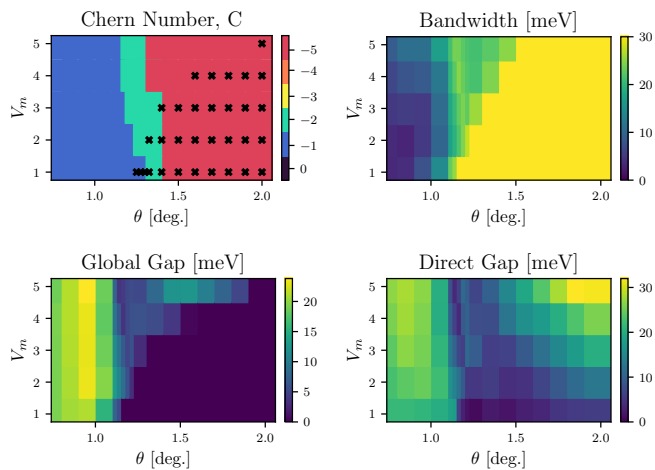 Chern Number, C
5
4
3
2
1
V_m
1.0 1.5 2.0
θ [deg.]
−5
−4
−3
−2
−1
0
Bandwidth [meV]
5
4
3
2
1
V_m
1.0 1.5 2.0
θ [deg.]
30
25
20
15
10
5
0
Global Gap [meV]
5
4
3
2
1
V_m
1.0 1.5 2.0
θ [deg.]
20
15
10
5
0
Direct Gap [meV]
5
4
3
2
1
V_m
1.0 1.5 2.0
θ [deg.]
30
20
10
0